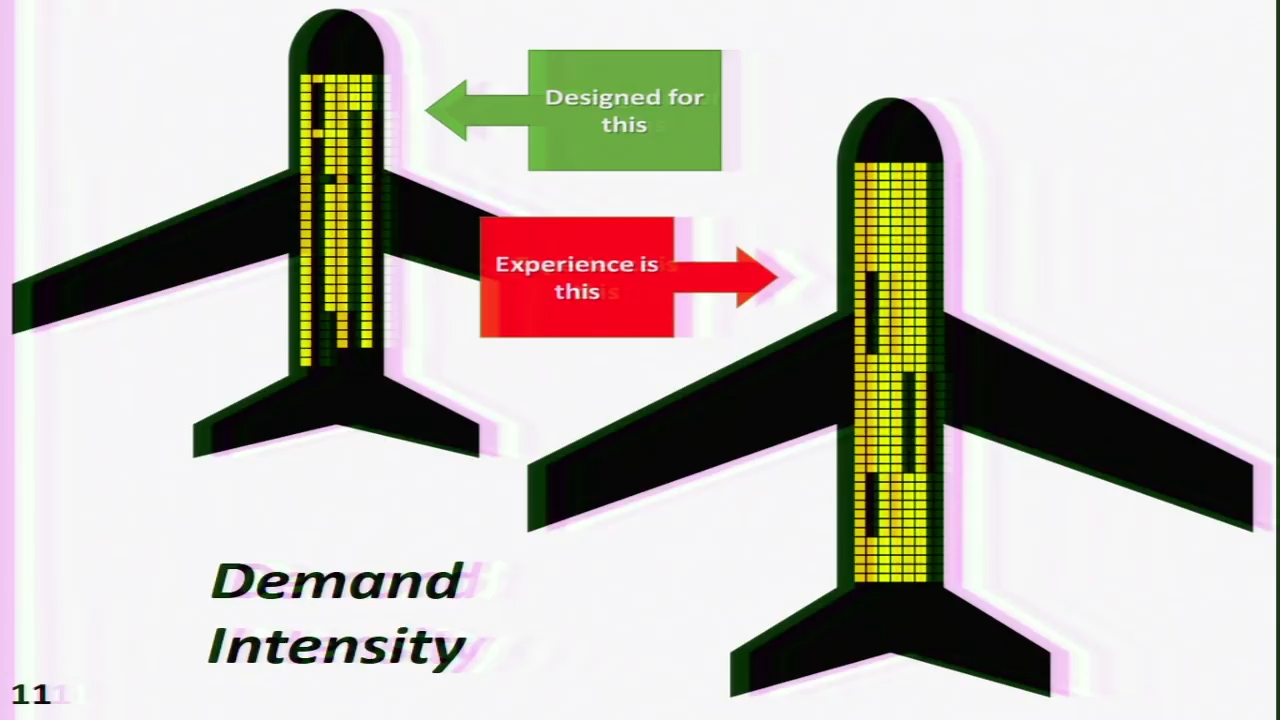 Designed for
this
Experience is
this
Demand
Intensity
11